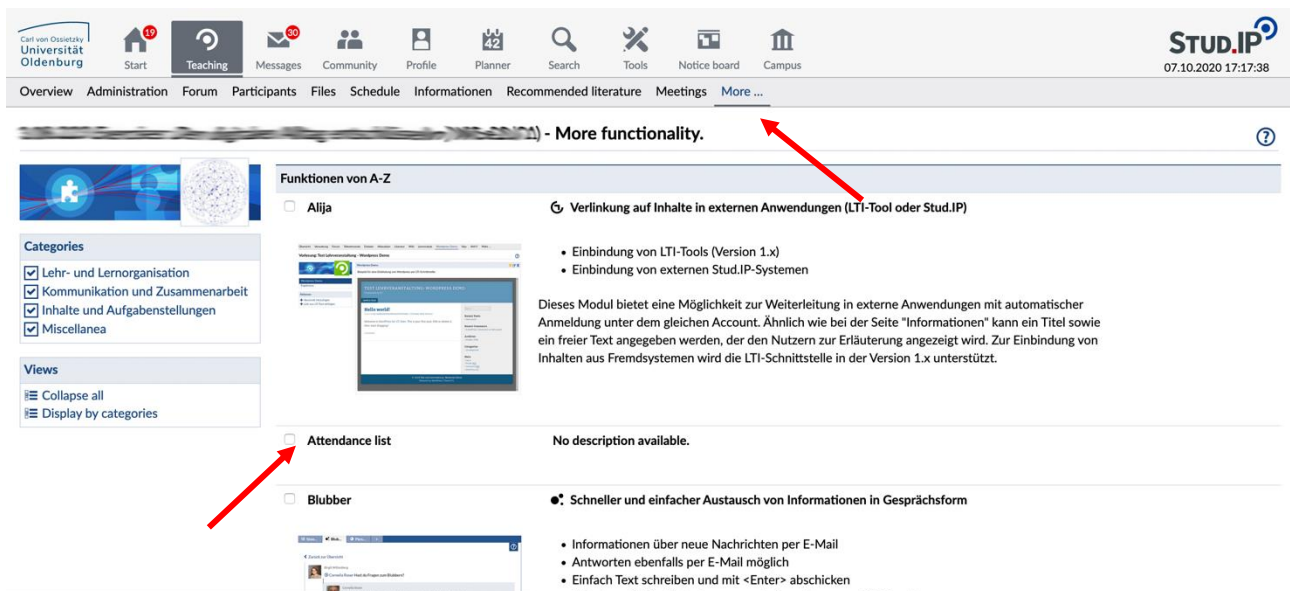 Carl von Ossietzky
Universität
Oldenburg
19
30
42
Start
Teaching
Messages
Community
Profile
Planner
Search
Tools
Notice board
Campus
STUD.IP
07.10.2020 17:17:38
Overview Administration Forum Participants Files Schedule Informationen Recommended literature Meetings More ...
- More functionality.
?
Funktionen von A-Z
Categories
Lehr- und Lernorganisation
Kommunikation und Zusammenarbeit
Inhalte und Aufgabenstellungen
Miscellanea
Views
Collapse all
Display by categories
Alija
Verlinkung auf Inhalte in externen Anwendungen (LTI-Tool oder Stud.IP)
Hello world!
• Einbindung von LTI-Tools (Version 1.x)
• Einbindung von externen Stud.IP-Systemen
Dieses Modul bietet eine Möglichkeit zur Weiterleitung in externe Anwendungen mit automatischer
Anmeldung unter dem gleichen Account. Ähnlich wie bei der Seite "Informationen" kann ein Titel sowie
ein freier Text angegeben werden, der den Nutzern zur Erläuterung angezeigt wird. Zur Einbindung von
Inhalten aus Fremdsystemen wird die LTI-Schnittstelle in der Version 1.x unterstützt.
Attendance list
No description available.
Blubber
Schneller und einfacher Austausch von Informationen in Gesprächsform
• Informationen über neue Nachrichten per E-Mail
• Antworten ebenfalls per E-Mail möglich
• Einfach Text schreiben und mit <Enter> abschicken